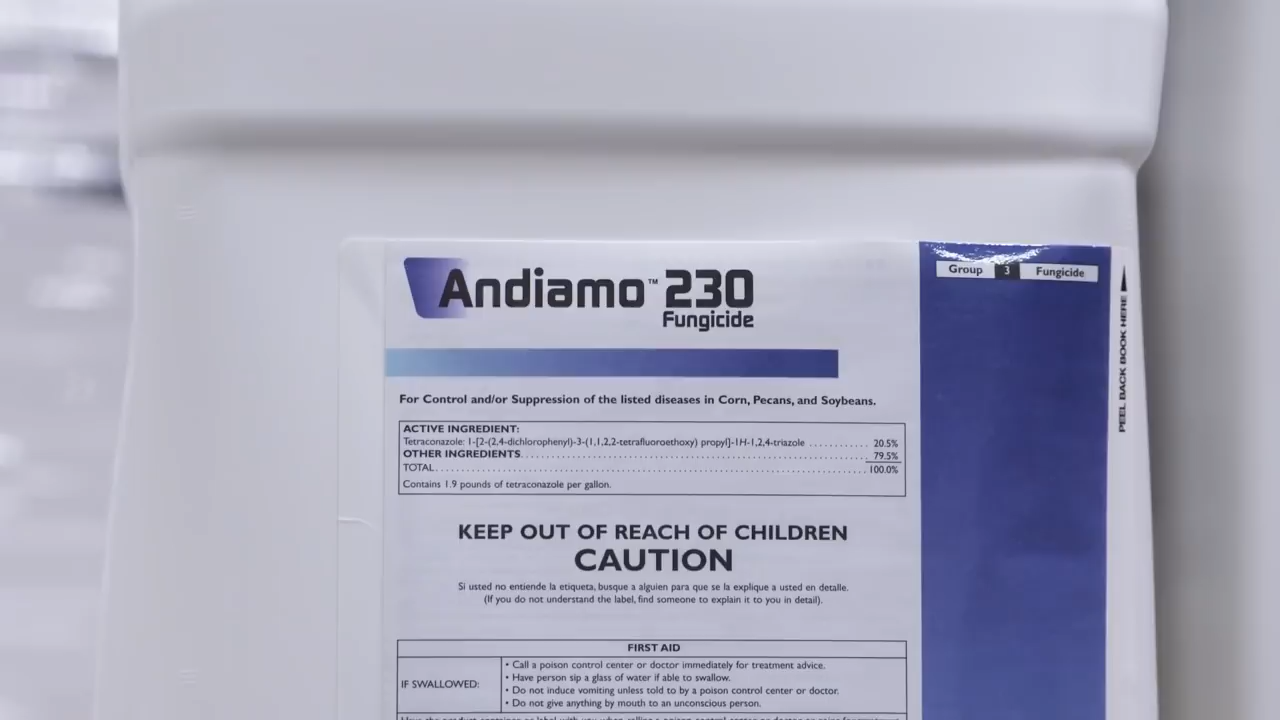 Andiamo™ 230
Fungicide
Group 3 Fungicide
PEEL BACK BOOK HERE
For Control and/or Suppression of the listed diseases in Corn, Pecans, and Soybeans.
ACTIVE INGREDIENT:
Tetraconazole: 1-[2-(2,4-dichlorophenyl)-3-(1,1,2,2-tetrafluoroethoxy) propyl]-1H-1,2,4-triazole ............ 20.5%
OTHER INGREDIENTS............ 79.5%
TOTAL............ 100.0%
Contains 1.9 pounds of tetraconazole per gallon.
KEEP OUT OF REACH OF CHILDREN
CAUTION
Si usted no entiende la etiqueta, busque a alguien para que se la explique a usted en detalle.
(If you do not understand the label, find someone to explain it to you in detail).
FIRST AID
IF SWALLOWED:
• Call a poison control center or doctor immediately for treatment advice.
• Have person sip a glass of water if able to swallow.
• Do not induce vomiting unless told to by a poison control center or doctor.
• Do not give anything by mouth to an unconscious person.